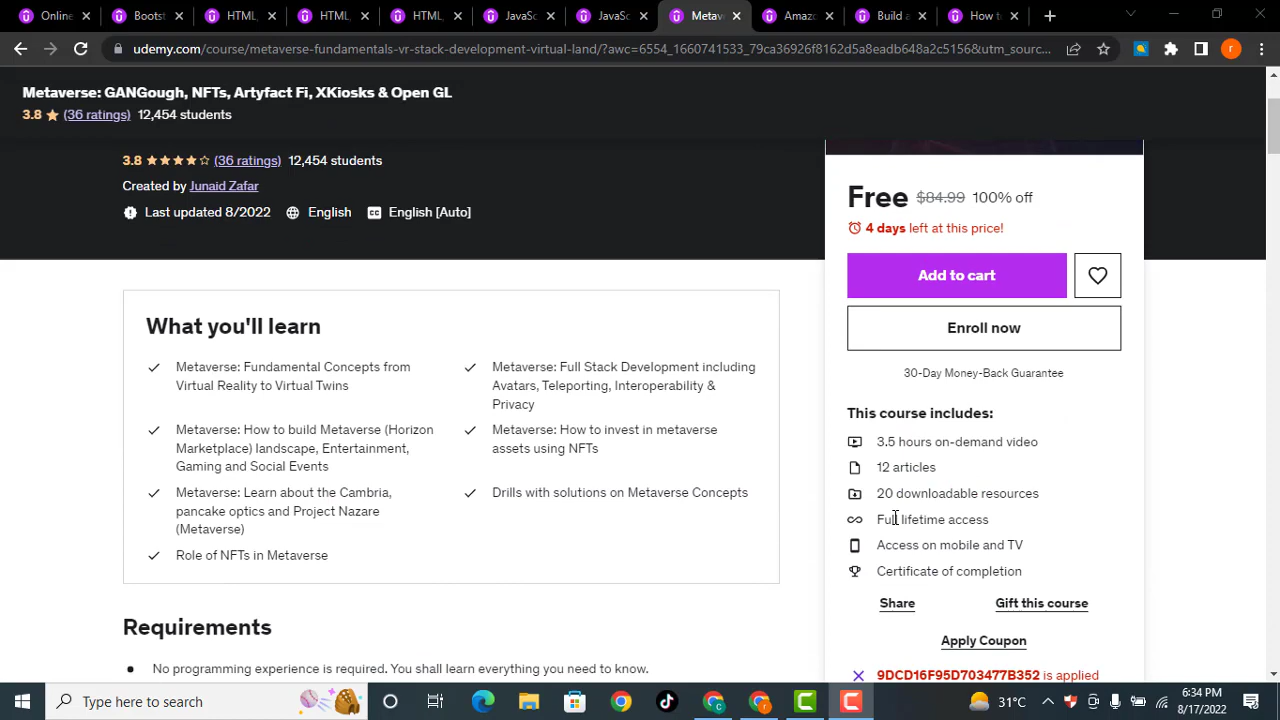 Online
Bootst
HTML,
HTML,
HTML,
JavaSc
JavaSc
Metav
Amazo
Build a
How to
udemy.com/course/metaverse-fundamentals-vr-stack-development-virtual-land/?awc=6554_1660741533_79ca36926f8162d5a8eadb648a2c5156&utm_sourc...
r
Metaverse: GANGough, NFTs, Artyfact Fi, XKiosks & Open GL
3.8 (36 ratings) 12,454 students
3.8 (36 ratings) 12,454 students
Created by Junaid Zafar
Last updated 8/2022 English CC English [Auto]
Free $84.99 100% off
4 days left at this price!
Add to cart
Enroll now
30-Day Money-Back Guarantee
This course includes:
3.5 hours on-demand video
12 articles
20 downloadable resources
Full lifetime access
Access on mobile and TV
Certificate of completion
Share Gift this course
Apply Coupon
9DCD16F95D703477B352 is applied
What you'll learn
Metaverse: Fundamental Concepts from
Virtual Reality to Virtual Twins
Metaverse: Full Stack Development including
Avatars, Teleporting, Interoperability &
Privacy
Metaverse: How to build Metaverse (Horizon
Marketplace) landscape, Entertainment,
Gaming and Social Events
Metaverse: How to invest in metaverse
assets using NFTs
Metaverse: Learn about the Cambria,
pancake optics and Project Nazare
(Metaverse)
Drills with solutions on Metaverse Concepts
Role of NFTs in Metaverse
Requirements
No programming experience is required. You shall learn everything you need to know.
Type here to search
31°C
6:34 PM
8/17/2022